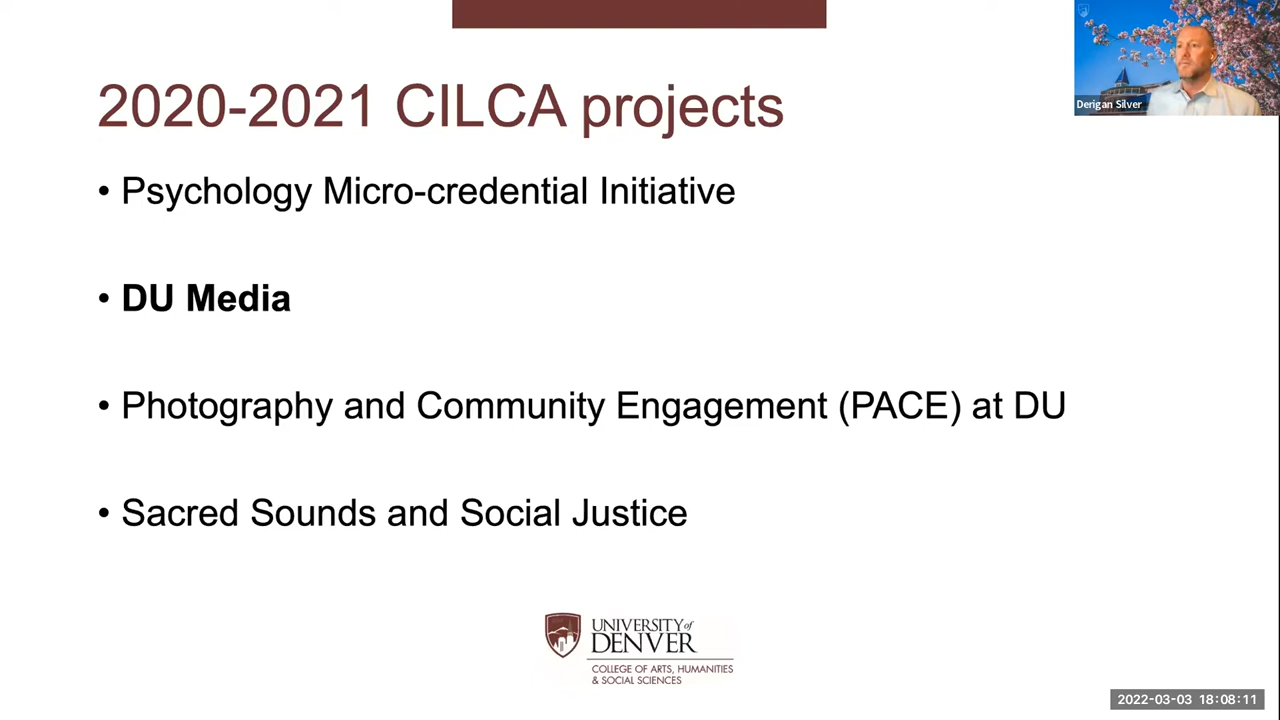 2020-2021 CILCA projects
Derigan Silver
• Psychology Micro-credential Initiative
• DU Media
• Photography and Community Engagement (PACE) at DU
• Sacred Sounds and Social Justice
UNIVERSITY of
DENVER
COLLEGE OF ARTS, HUMANITIES
& SOCIAL SCIENCES
2022-03-03 18:08:11